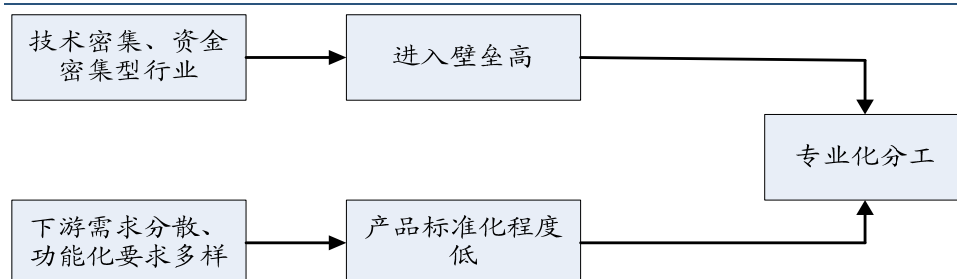 技术密集、资金
密集型行业
进入壁垒高
专业化分工
下游需求分散、
功能化要求多样
产品标准化程度
低